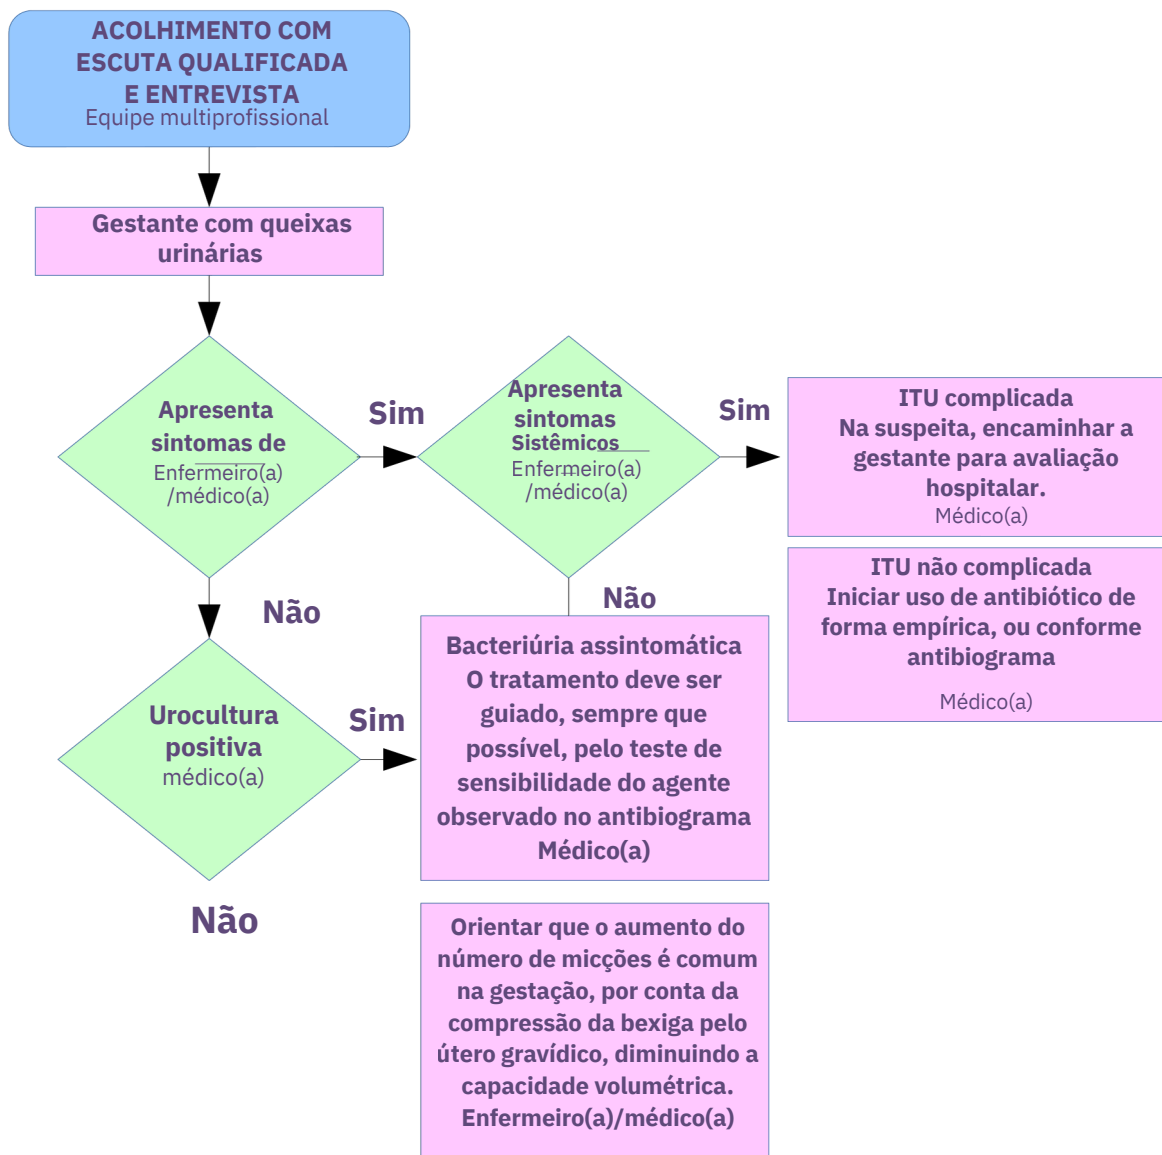 ACOLHIMENTO COM
ESCUTA QUALIFICADA
E ENTREVISTA
Equipe multiprofissional
Gestante com queixas
urinárias
Apresenta
sintomas de
Enfermeiro(a)
/médico(a)
Sim
Apresenta
sintomas
Sistêmicos
Enfermeiro(a)
/médico(a)
Sim
ITU complicada
Na suspeita, encaminhar a
gestante para avaliação
hospitalar.
Médico(a)
ITU não complicada
Iniciar uso de antibiótico de
forma empírica, ou conforme
antibiograma
Médico(a)
Não
Não
Urocultura
positiva
médico(a)
Sim
Bacteriúria assintomática
O tratamento deve ser
guiado, sempre que
possível, pelo teste de
sensibilidade do agente
observado no antibiograma
Médico(a)
Não
Orientar que o aumento do
número de micções é comum
na gestação, por conta da
compressão da bexiga pelo
útero gravídico, diminuindo a
capacidade volumétrica.
Enfermeiro(a)/médico(a)